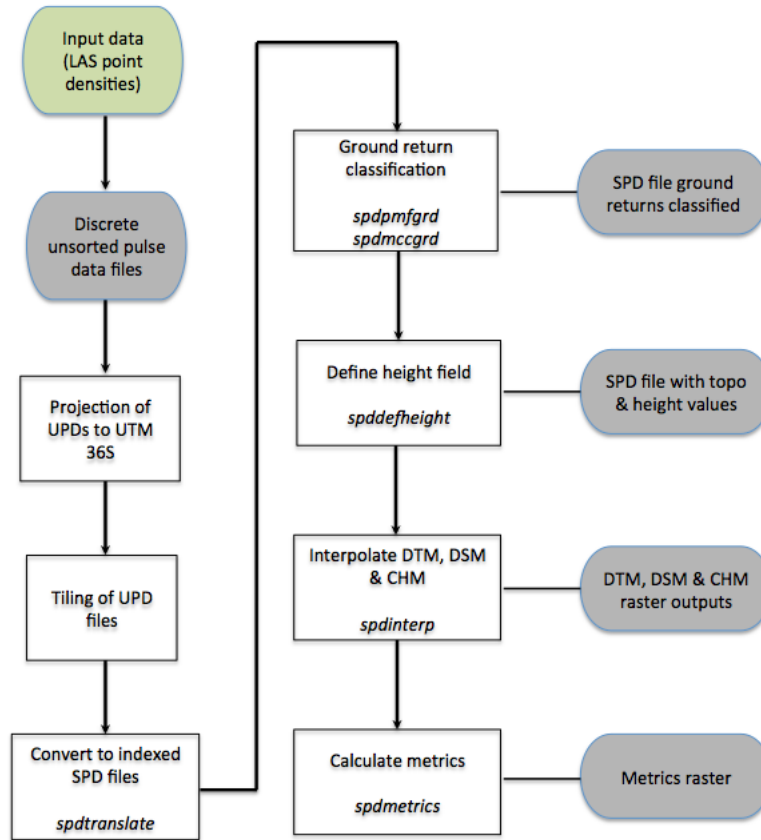 Input data
(LAS point
densities)
Discrete
unsorted pulse
data files
Projection of
UPDs to UTM
36S
Tiling of UPD
files
Convert to indexed
SPD files
spdtranslate
Ground return
classification
spdpmfgrd
spdmccgrd
SPD file ground
returns classified
Define height field
spddefheight
SPD file with topo
& height values
Interpolate DTM, DSM
& CHM
spdinterp
DTM, DSM & CHM
raster outputs
Calculate metrics
spdmetrics
Metrics raster